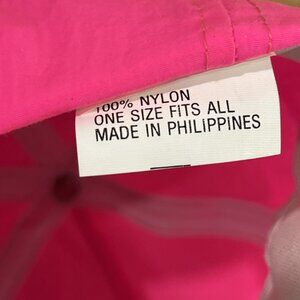 100% NYLON
ONE SIZE FITS ALL
MADE IN PHILIPPINES